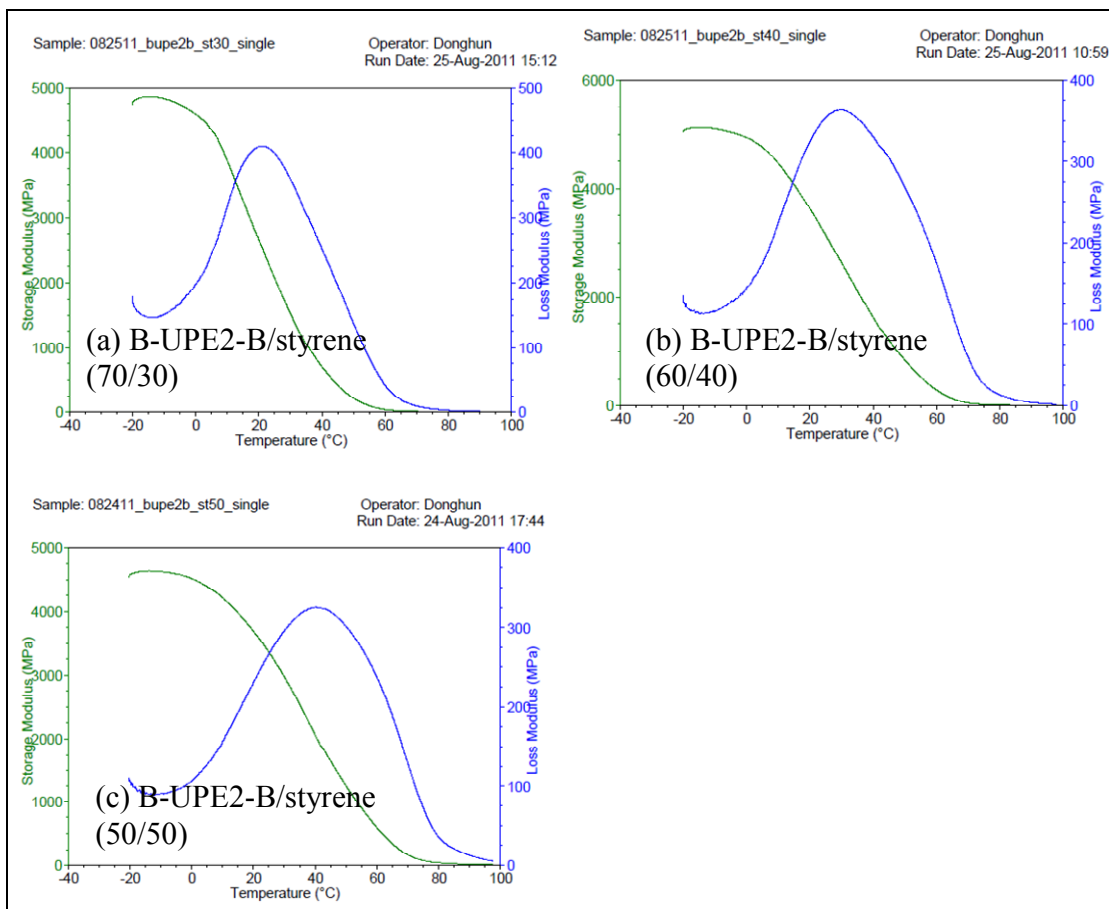 Sample: 082511_bupe2b_st30_single
Operator: Donghun
Run Date: 25-Aug-2011 15:12
5000
4000
3000
2000
1000
0
Storage Modulus (MPa)
500
400
300
200
100
0
Loss Modulus (MPa)
(a) B-UPE2-B/styrene
(70/30)
-40 -20 0 20 40 60 80 100
Temperature (°C)
Sample: 082511_bupe2b_st40_single
Operator: Donghun
Run Date: 25-Aug-2011 10:59
6000
4000
2000
0
Storage Modulus (MPa)
400
300
200
100
0
Loss Modulus (MPa)
(b) B-UPE2-B/styrene
(60/40)
-40 -20 0 20 40 60 80 100
Temperature (°C)
Sample: 082411_bupe2b_st50_single
Operator: Donghun
Run Date: 24-Aug-2011 17:44
5000
4000
3000
2000
1000
0
Storage Modulus (MPa)
400
300
200
100
0
Loss Modulus (MPa)
(c) B-UPE2-B/styrene
(50/50)
-40 -20 0 20 40 60 80 100
Temperature (°C)